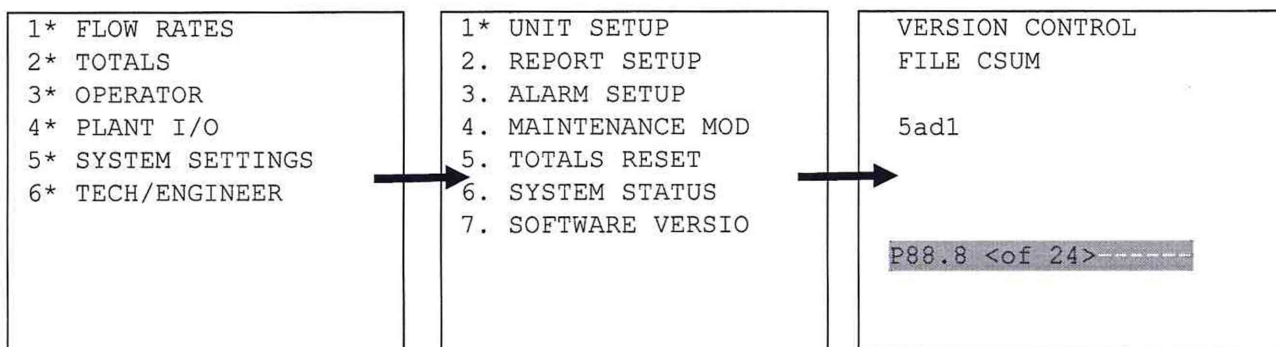 1* FLOW RATES
2* TOTALS
3* OPERATOR
4* PLANT I/O
5* SYSTEM SETTINGS
6* TECH/ENGINEER
1* UNIT SETUP
2. REPORT SETUP
3. ALARM SETUP
4. MAINTENANCE MOD
5. TOTALS RESET
6. SYSTEM STATUS
7. SOFTWARE VERSIO
VERSION CONTROL
FILE CSUM
5ad1
P88.8 <of 24>------